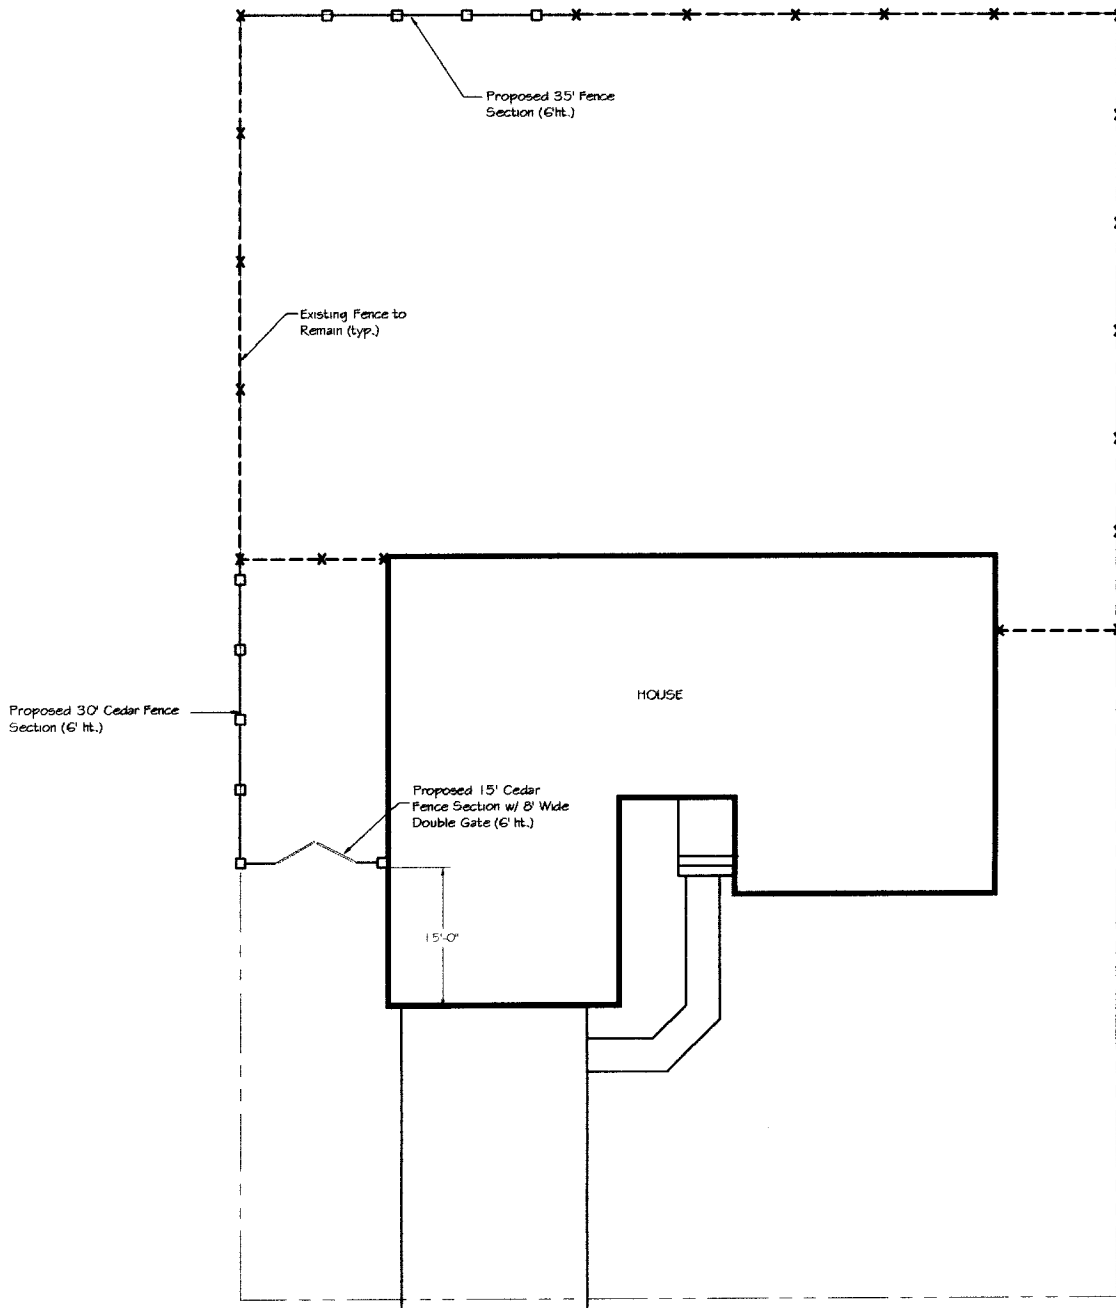 Proposed 35' Fence
Section (6'ht.)
Existing Fence to
Remain (typ.)
HOUSE
Proposed 30' Cedar Fence
Section (6' ht.)
Proposed 15' Cedar
Fence Section w/ 8' Wide
Double Gate (6' ht.)
15'-0"